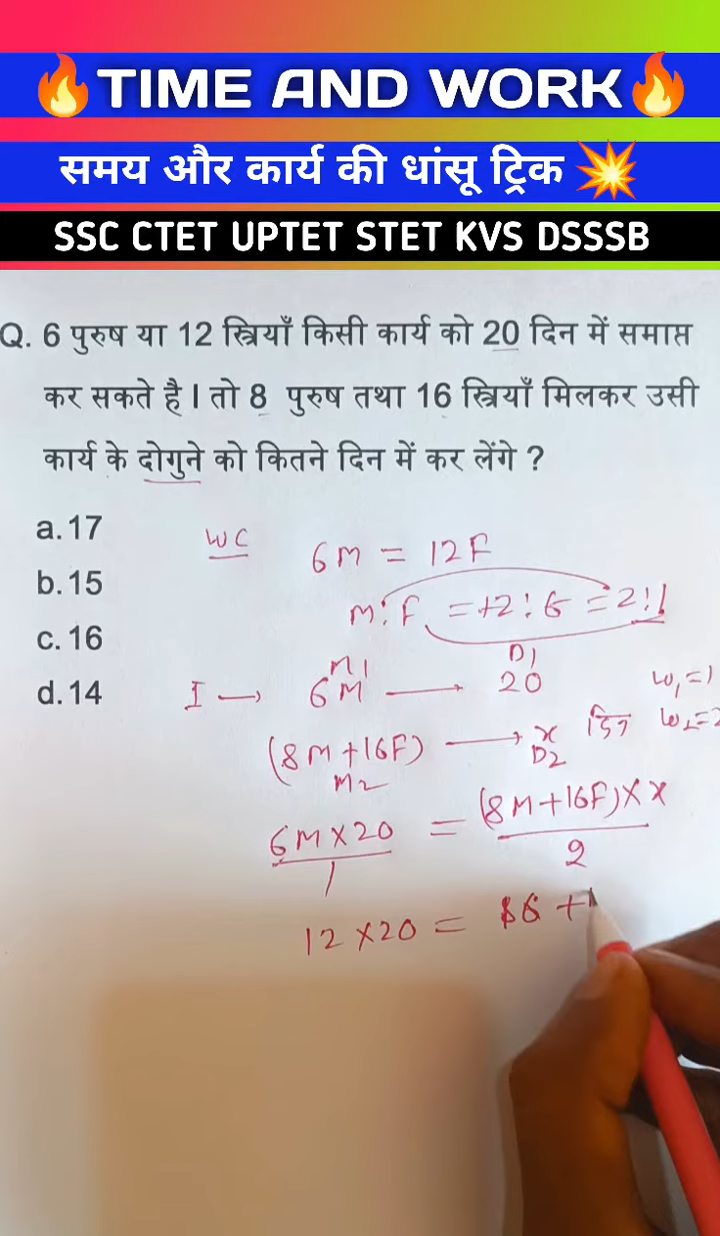 🔥TIME AND WORK🔥
समय और कार्य की धांसू ट्रिक 💥
SSC CTET UPTET STET KVS DSSSB
Q. 6 पुरुष या 12 स्त्रियाँ किसी कार्य को 20 दिन में समाप्त
कर सकते है। तो 8 पुरुष तथा 16 स्त्रियाँ मिलकर उसी
कार्य के दोगुने को कितने दिन में कर लेंगे ?
a. 17
b. 15
c. 16
d. 14
WC 6M = 12F
M : F = 12 : 6 = 2 : 1
M1 D1
I → 6M — 20 W1 = 1
(8M + 16F) → x दिन W2 = 2
M2 D2
6M × 20 = (8M + 16F) × x
1 2
12 × 20 = 16 +